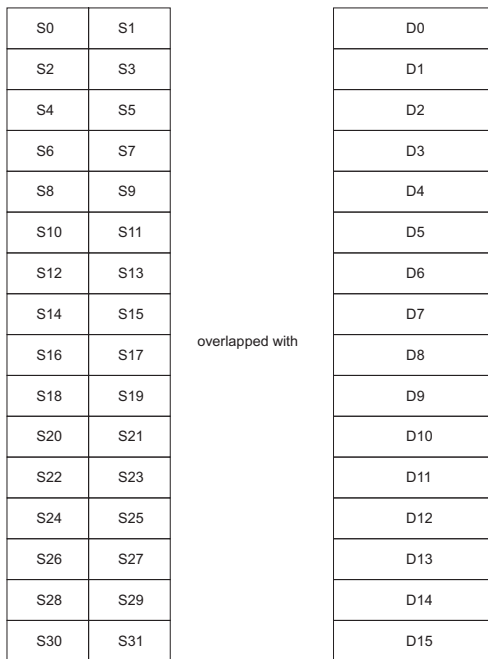 S0 S1 D0
S2 S3 D1
S4 S5 D2
S6 S7 D3
S8 S9 D4
S10 S11 D5
S12 S13 D6
S14 S15 D7
overlapped with
S16 S17 D8
S18 S19 D9
S20 S21 D10
S22 S23 D11
S24 S25 D12
S26 S27 D13
S28 S29 D14
S30 S31 D15